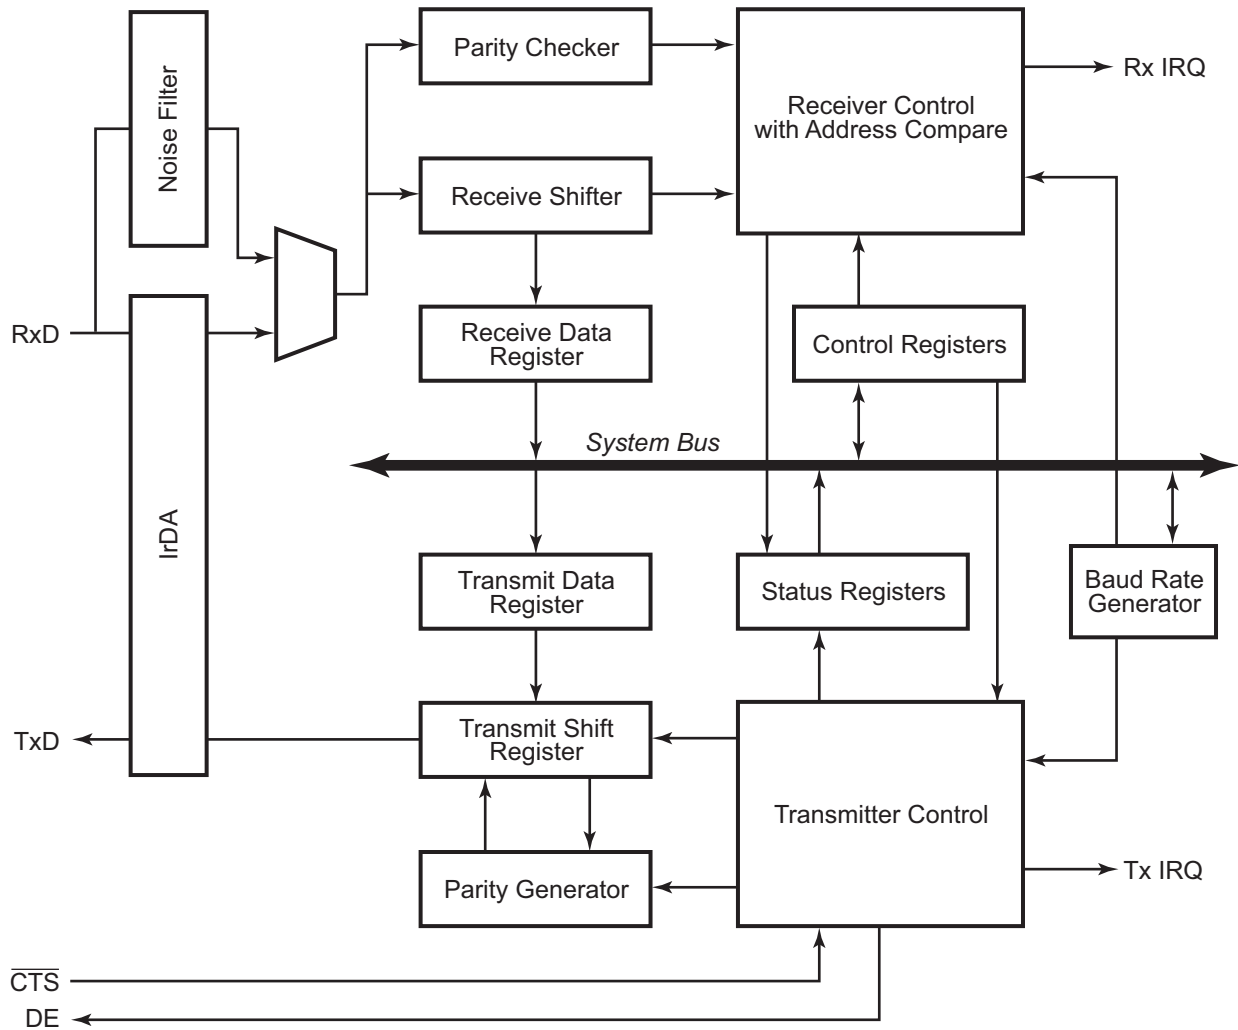 Parity Checker
Noise Filter
Receiver Control
with Address Compare
Rx IRQ
Receive Shifter
RxD
Receive Data
Register
Control Registers
System Bus
IrDA
Transmit Data
Register
Status Registers
Baud Rate
Generator
TxD
Transmit Shift
Register
Transmitter Control
Parity Generator
Tx IRQ
CTS
DE